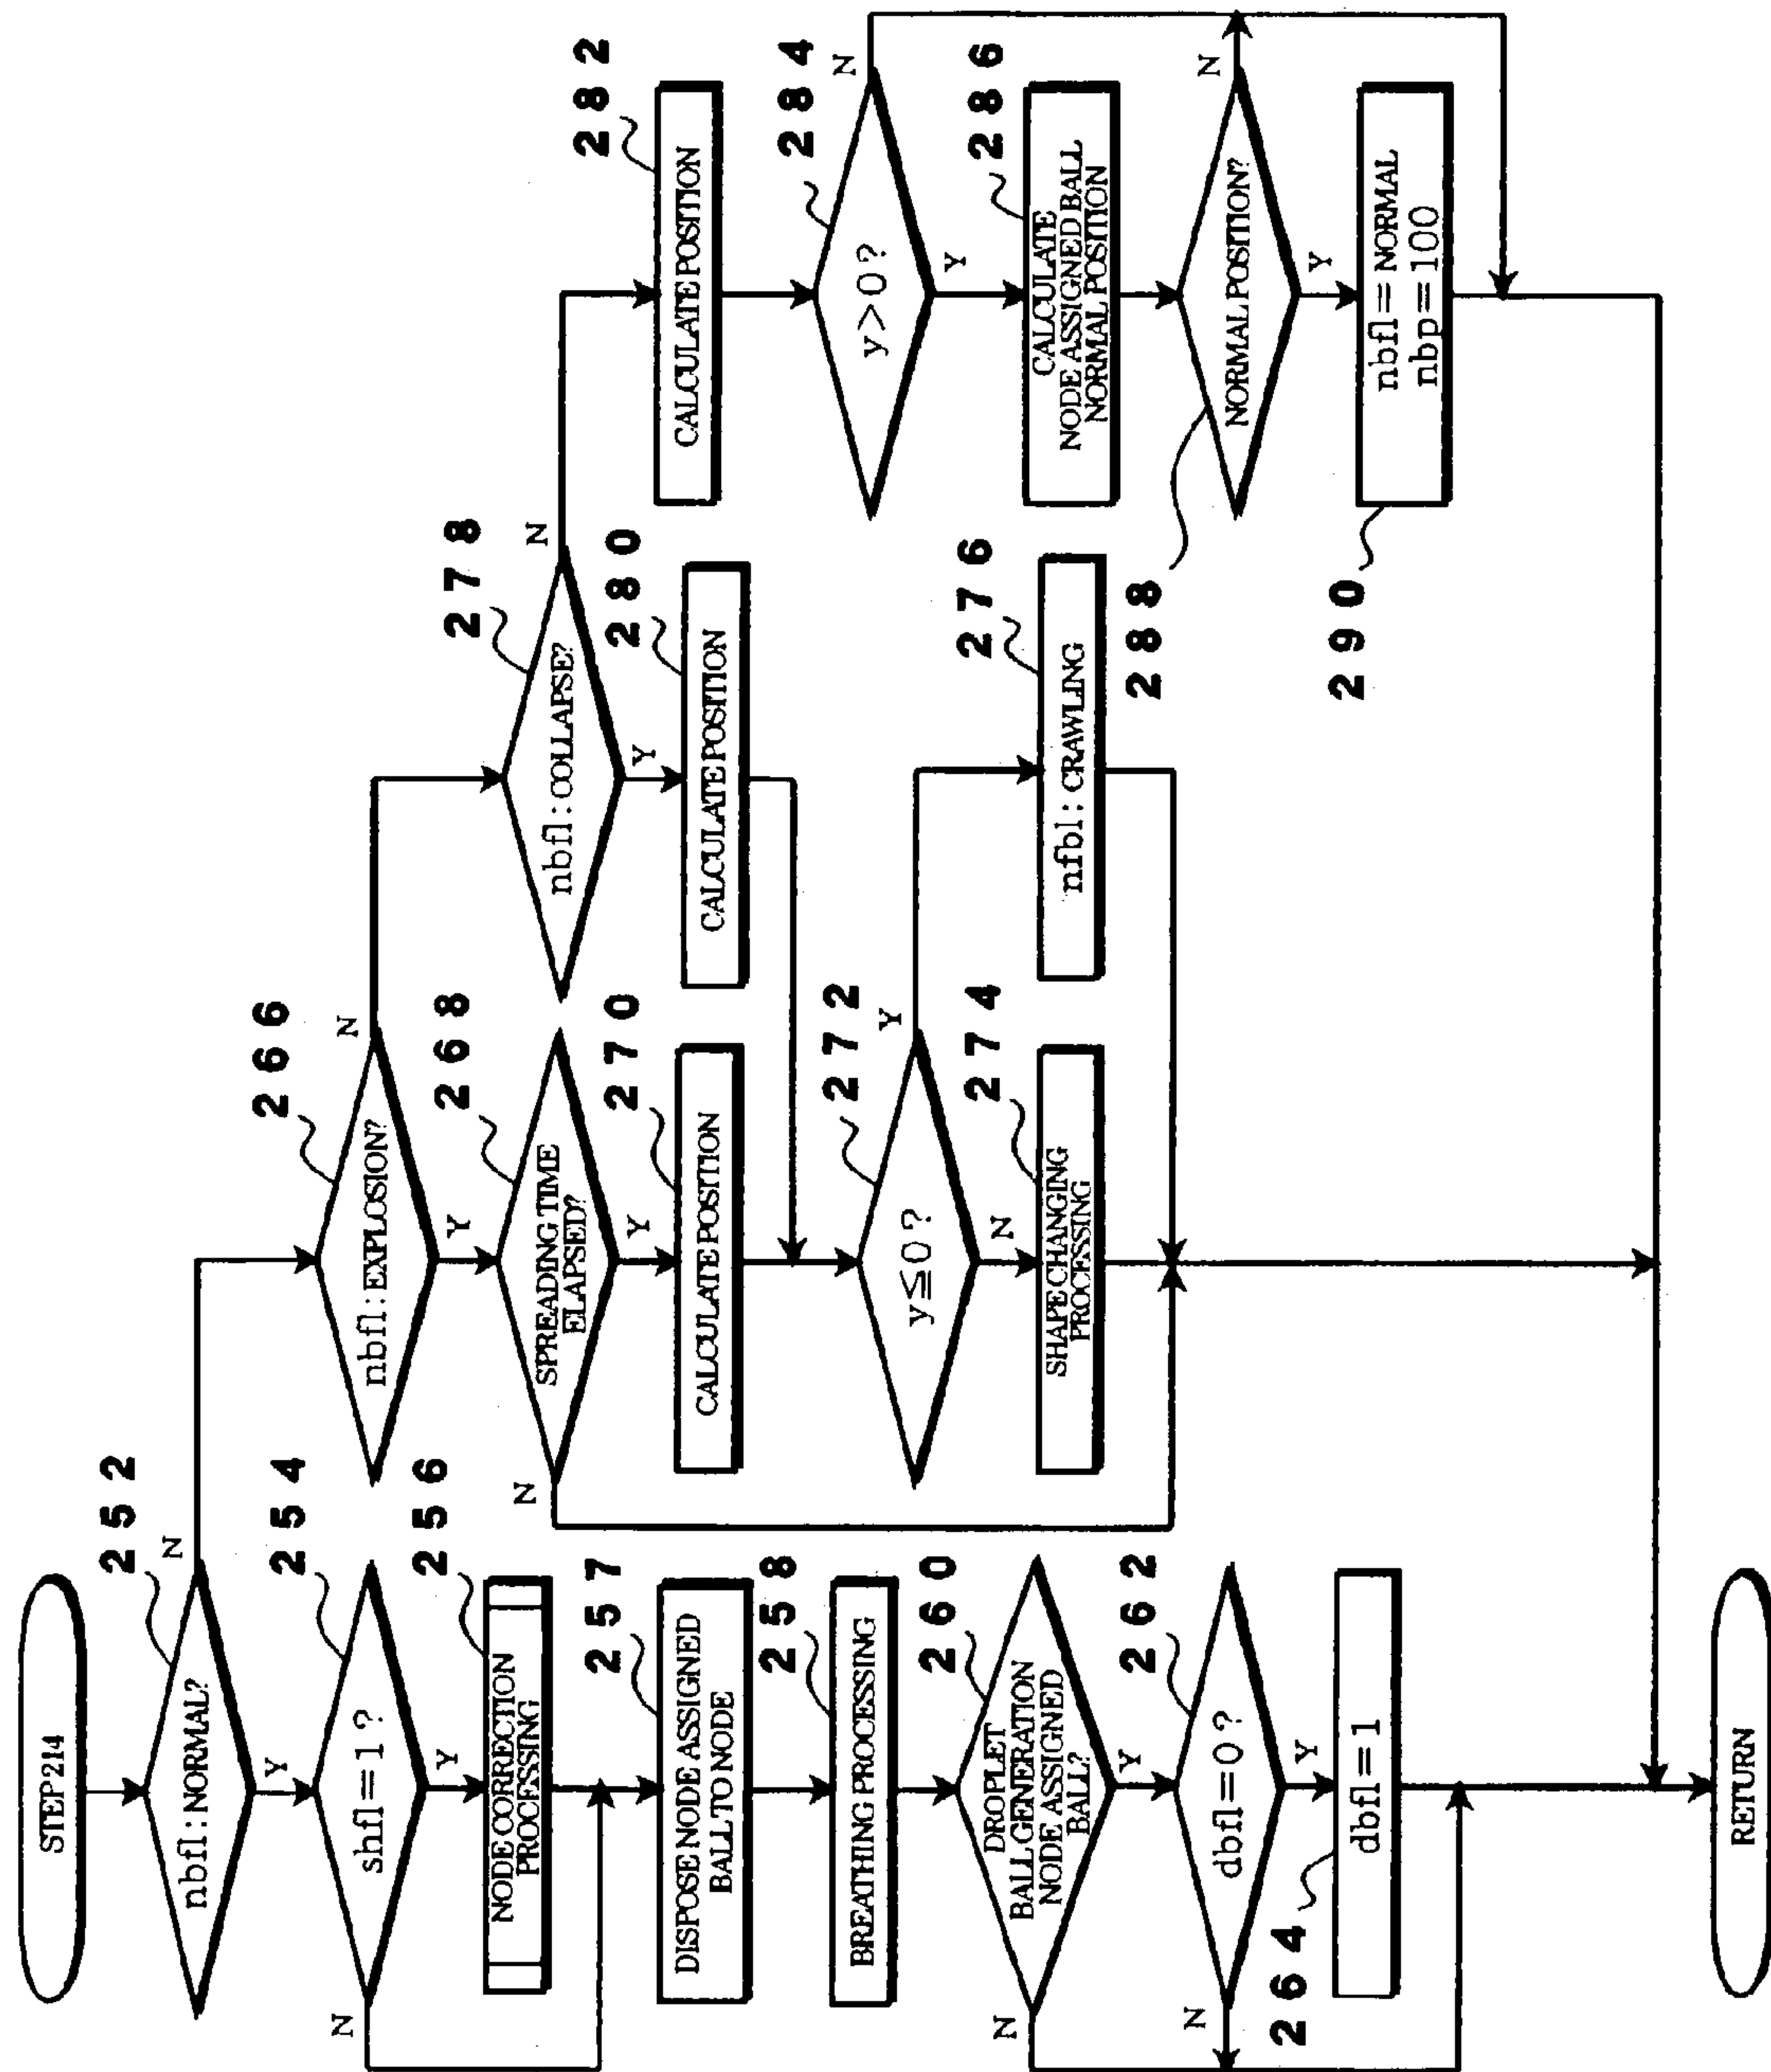 STEP 214
nbfl:NORMAL?
252
N
Y
shfl=1?
254
N
Y
NODE CORRECTION
PROCESSING
256
DISPOSE NODE ASSIGNED
BALL TO NODE
257
BREATHING PROCESSING
258
DROPLET
BALL GENERATION
NODE ASSIGNED
BALL?
260
N
Y
dbfl=0?
262
N
Y
dbfl=1
264
RETURN
nbfl:EXPLOSION?
266
N
Y
SPREADING TIME
ELAPSED?
268
N
Y
CALCULATE POSITION
270
y≦0?
272
Y
N
SHAPE CHANGING
PROCESSING
274
nfbl:CRAWLING
276
nbfl:COLLAPSE?
278
N
Y
CALCULATE POSITION
280
CALCULATE POSITION
282
y>0?
284
N
Y
CALCULATE
NODE ASSIGNED BALL
NORMAL POSITION
286
NORMAL POSITION?
288
N
Y
nbfl=NORMAL
nbp=100
290